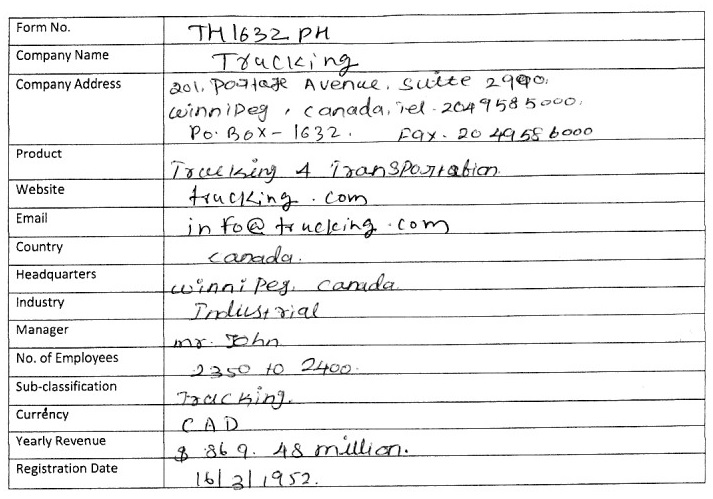 Form No. TH1632 PH
Company Name Trucking
Company Address 201, Portage Avenue, Suite 2990,
Winnipeg, Canada, Tel. 2049585000,
Po. Box - 1632. Fax. 2049586000
Product Trucking & Transportation
Website trucking.com
Email info@trucking.com
Country Canada.
Headquarters Winnipeg, Canada.
Industry Industrial
Manager Mr. John
No. of Employees 2350 to 2400.
Sub-classification Trucking.
Currency CAD
Yearly Revenue $ 869.48 million.
Registration Date 16/3/1952.